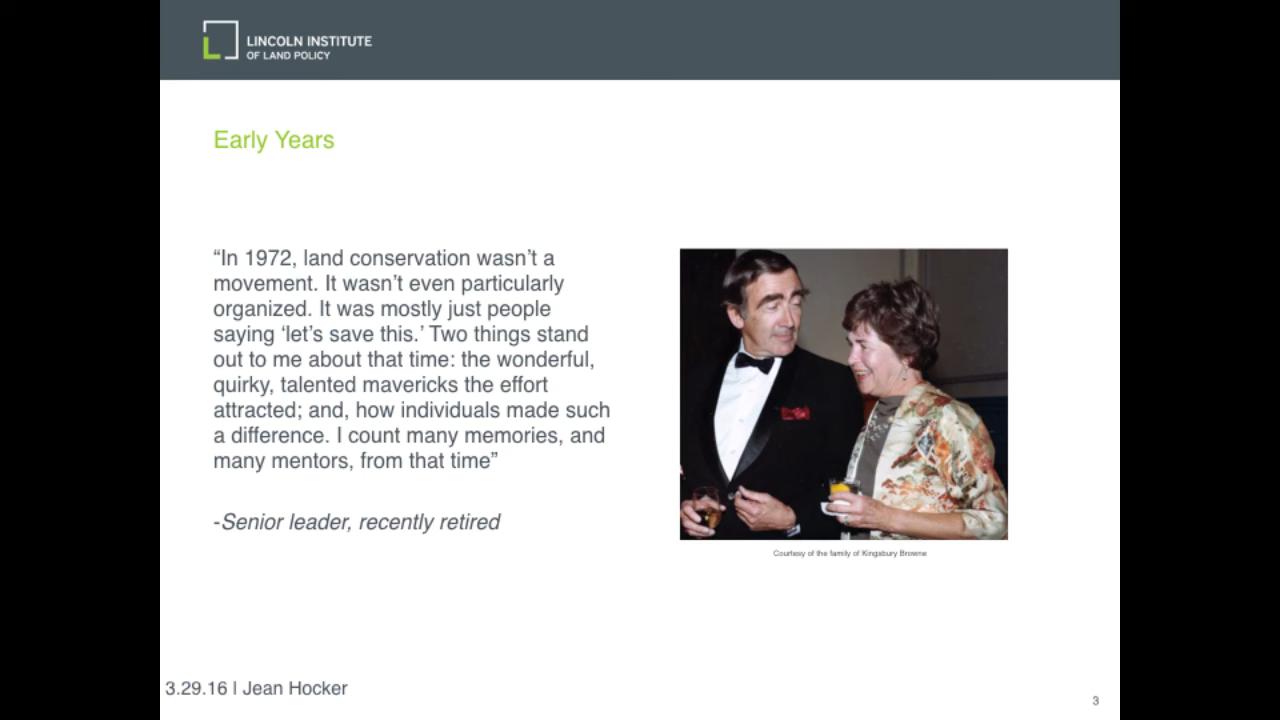 LINCOLN INSTITUTE
OF LAND POLICY
Early Years
“In 1972, land conservation wasn’t a
movement. It wasn’t even particularly
organized. It was mostly just people
saying ‘let’s save this.’ Two things stand
out to me about that time: the wonderful,
quirky, talented mavericks the effort
attracted; and, how individuals made such
a difference. I count many memories, and
many mentors, from that time”
-Senior leader, recently retired
Courtesy of the family of Kingsbury Browne
3.29.16 | Jean Hocker
3